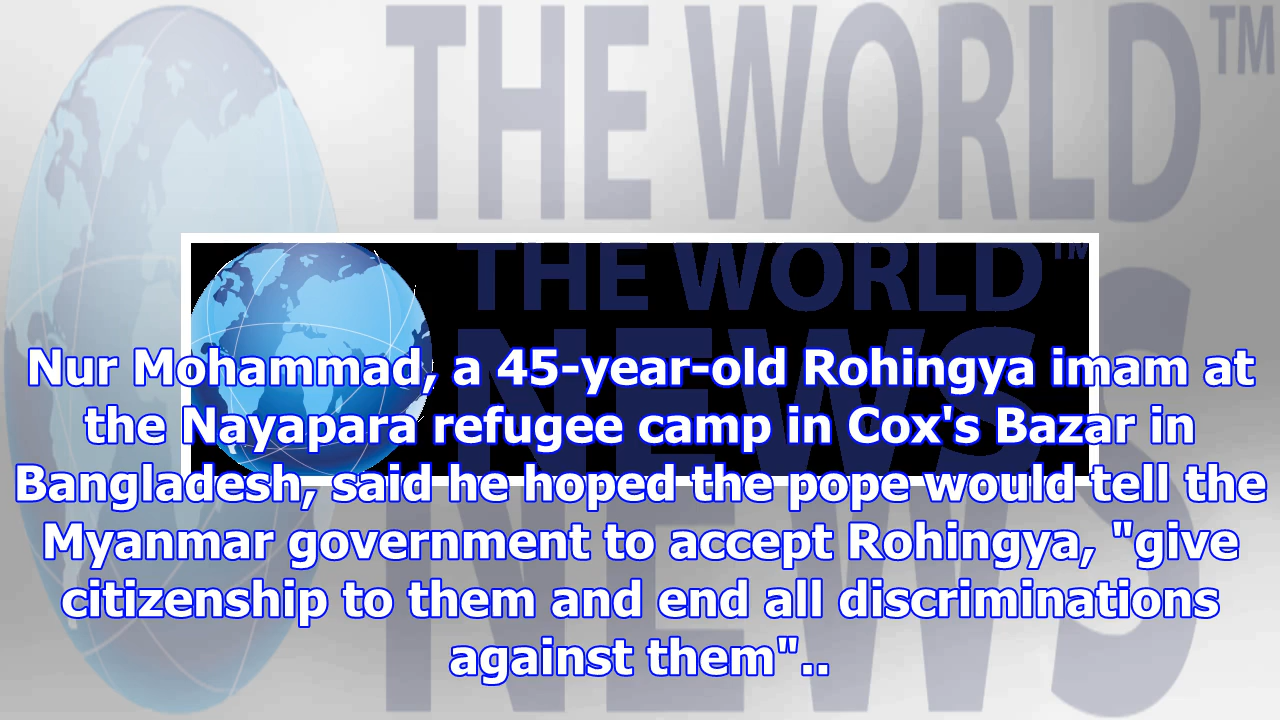 THE WORLD™
THE WORLD™
NEWS
Nur Mohammad, a 45-year-old Rohingya imam at
the Nayapara refugee camp in Cox's Bazar in
Bangladesh, said he hoped the pope would tell the
Myanmar government to accept Rohingya, "give
citizenship to them and end all discriminations
against them"..
NEWS